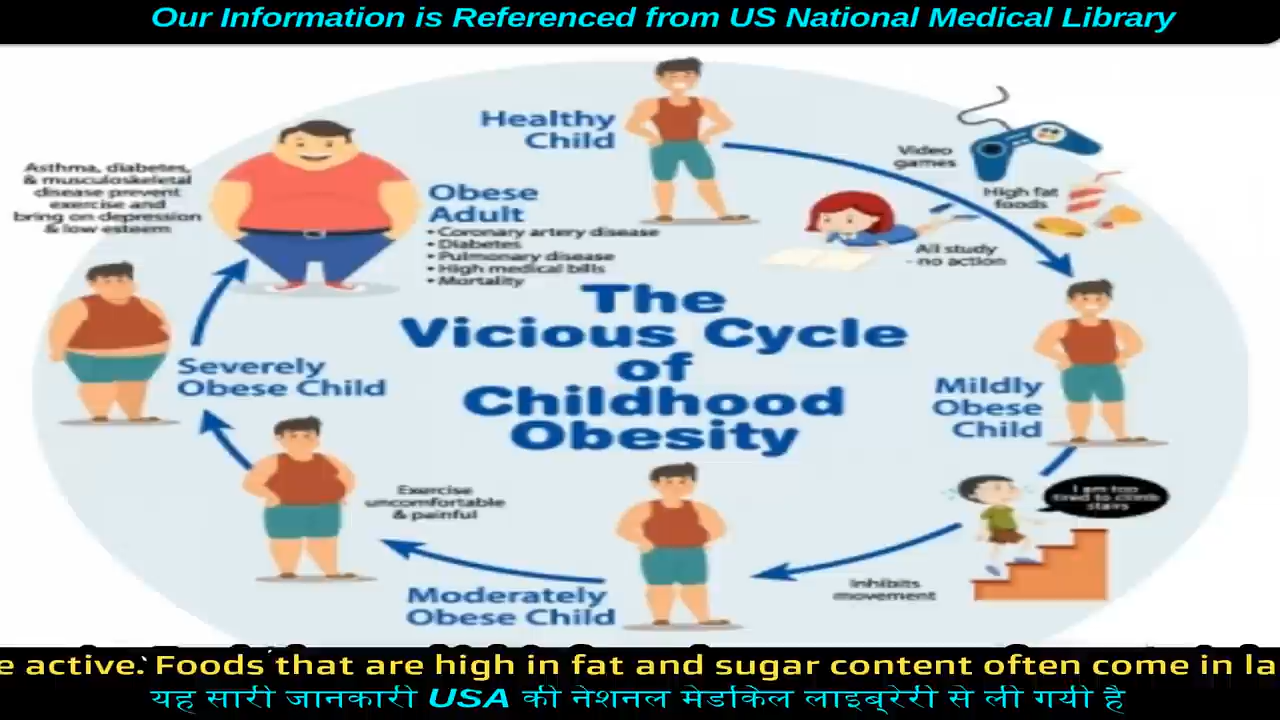 Our Information is Referenced from US National Medical Library
Healthy
Child
Video
games
High fat
foods
All study
- no action
Mildly
Obese
Child
I am too
tired to climb
stairs
Inhibits
movement
Moderately
Obese Child
Exercise
uncomfortable
& painful
Severely
Obese Child
Asthma, diabetes,
& musculoskeletal
disease prevent
exercise and
bring on depression
& low esteem
Obese
Adult
• Coronary artery disease
• Diabetes
• Pulmonary disease
• High medical bills
• Mortality
The
Vicious Cycle
of
Childhood
Obesity
e active. Foods that are high in fat and sugar content often come in la
यह सारी जानकारी USA की नेशनल मेडिकल लाइब्रेरी से ली गयी है